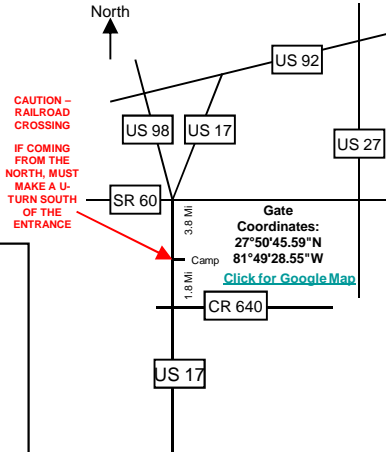 North
US 92
CAUTION –
RAILROAD
CROSSING
IF COMING
FROM THE
NORTH, MUST
MAKE A U-
TURN SOUTH
OF THE
ENTRANCE
US 98
US 17
US 27
SR 60
3.8 Mi
Gate
Coordinates:
27°50'45.59"N
81°49'28.55"W
Click for Google Map
Camp
1.8 Mi
CR 640
US 17